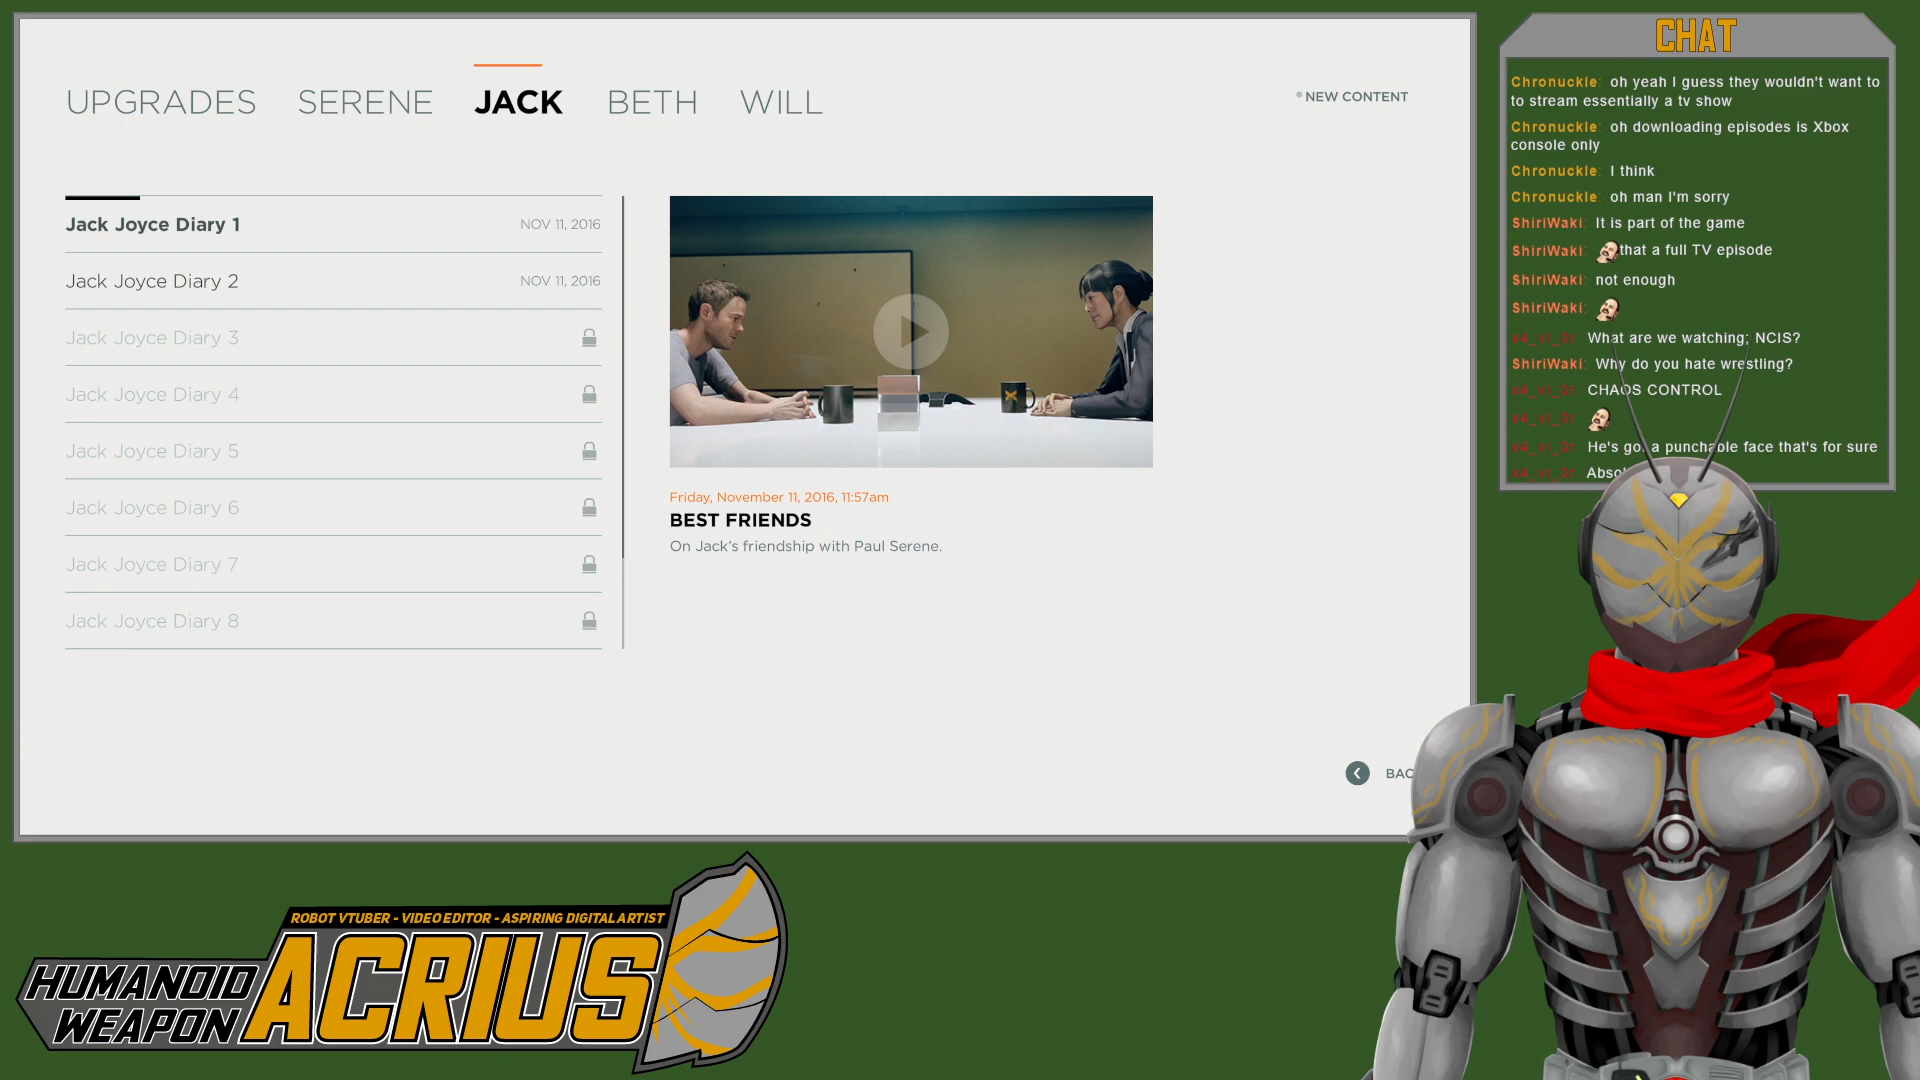 UPGRADES SERENE JACK BETH WILL
NEW CONTENT
Jack Joyce Diary 1 NOV 11, 2016
Jack Joyce Diary 2 NOV 11, 2016
Jack Joyce Diary 3
Jack Joyce Diary 4
Jack Joyce Diary 5
Jack Joyce Diary 6
Jack Joyce Diary 7
Jack Joyce Diary 8
Friday, November 11, 2016, 11:57am
BEST FRIENDS
On Jack's friendship with Paul Serene.
CHAT
Chronuckle: oh yeah I guess they wouldn't want to
to stream essentially a tv show
Chronuckle: oh downloading episodes is Xbox
console only
Chronuckle: I think
Chronuckle: oh man I'm sorry
ShiriWaki: It is part of the game
ShiriWaki: that a full TV episode
ShiriWaki: not enough
ShiriWaki:
What are we watching; NCIS?
ShiriWaki: Why do you hate wrestling?
CHAOS CONTROL
He's got a punchable face that's for sure
ROBOT VTUBER - VIDEO EDITOR - ASPIRING DIGITAL ARTIST
HUMANOID
WEAPON
ACRIUS